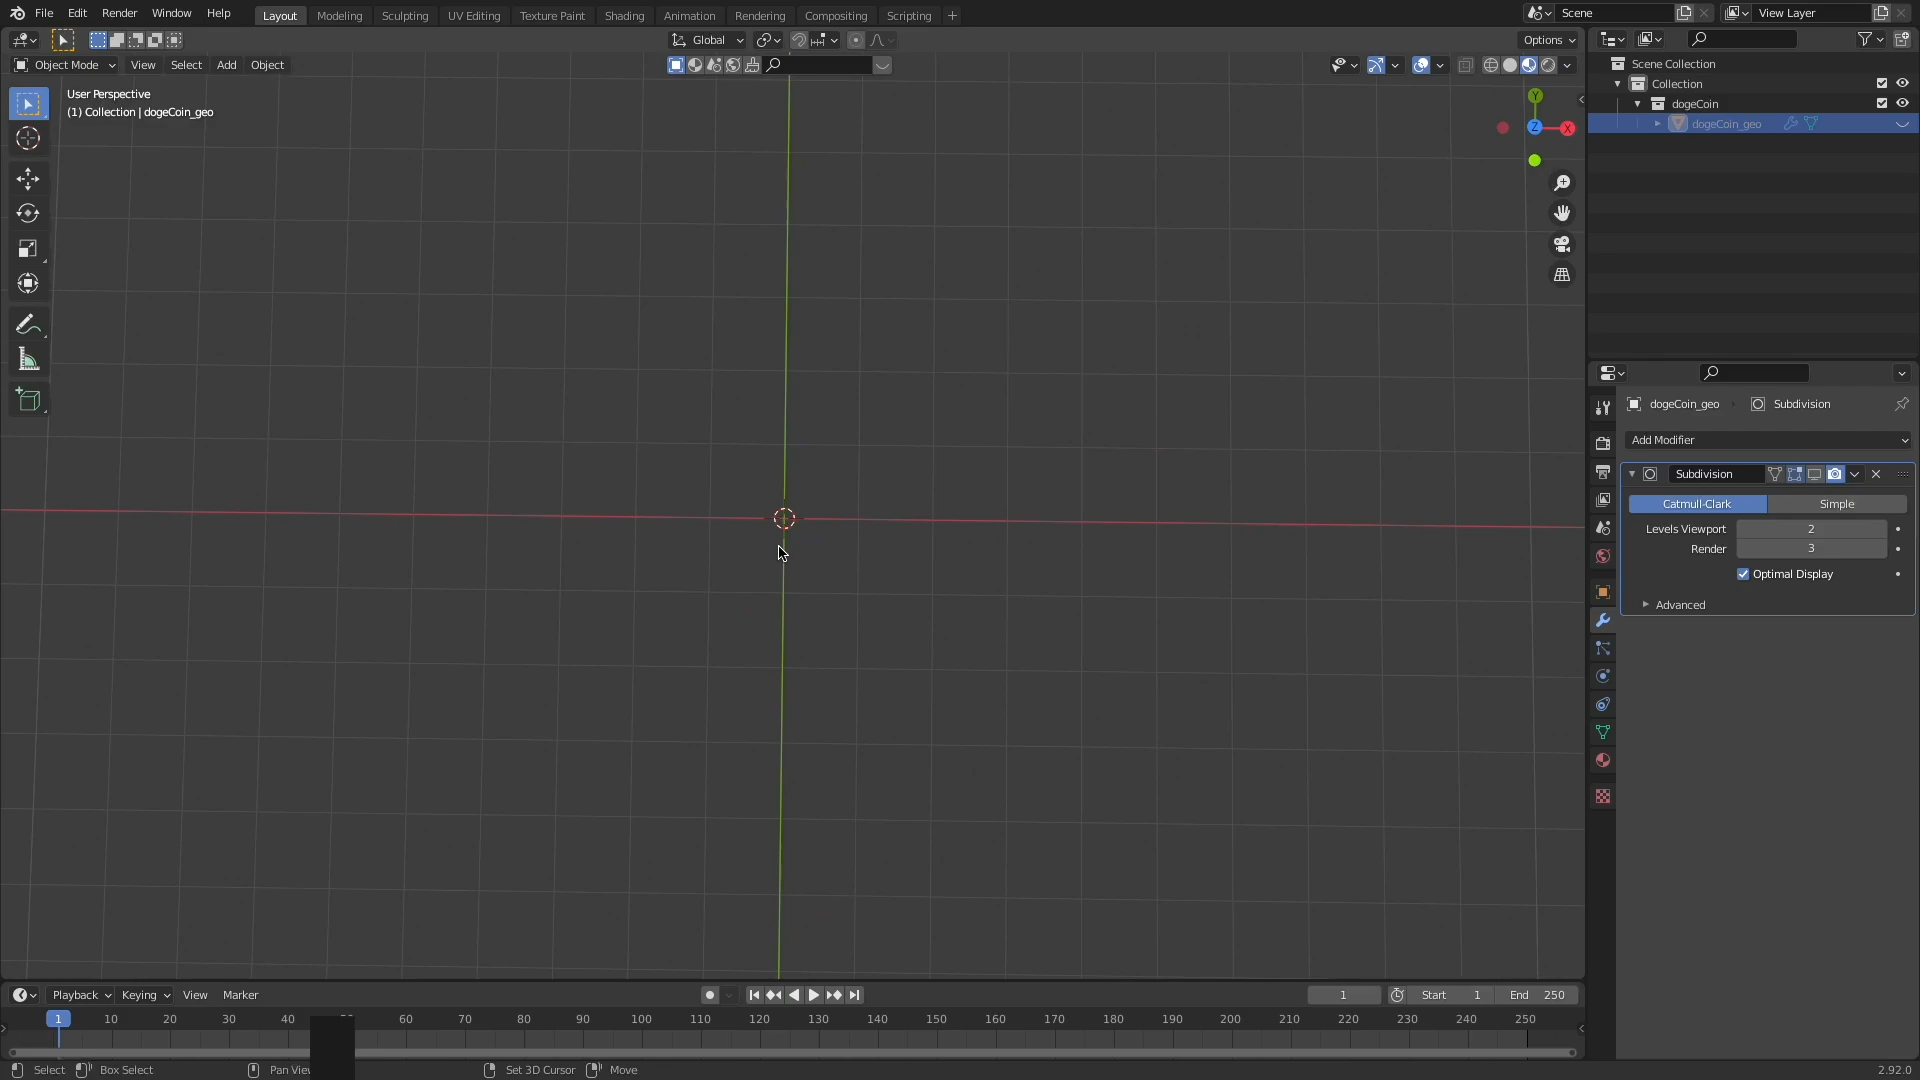 File Edit Render Window Help Layout Modeling Sculpting UV Editing Texture Paint Shading Animation Rendering Compositing Scripting + Scene View Layer
Global Options
Object Mode View Select Add Object
User Perspective
(1) Collection | dogeCoin_geo
Y
Z X
Scene Collection
Collection
dogeCoin
dogeCoin_geo
dogeCoin_geo Subdivision
Add Modifier
Subdivision
Catmull-Clark Simple
Levels Viewport 2
Render 3
Optimal Display
Advanced
Playback Keying View Marker 1 Start 1 End 250
1 10 20 30 40 60 70 80 90 100 110 120 130 140 150 160 170 180 190 200 210 220 230 240 250
Select Box Select Pan Set 3D Cursor Move 2.92.0